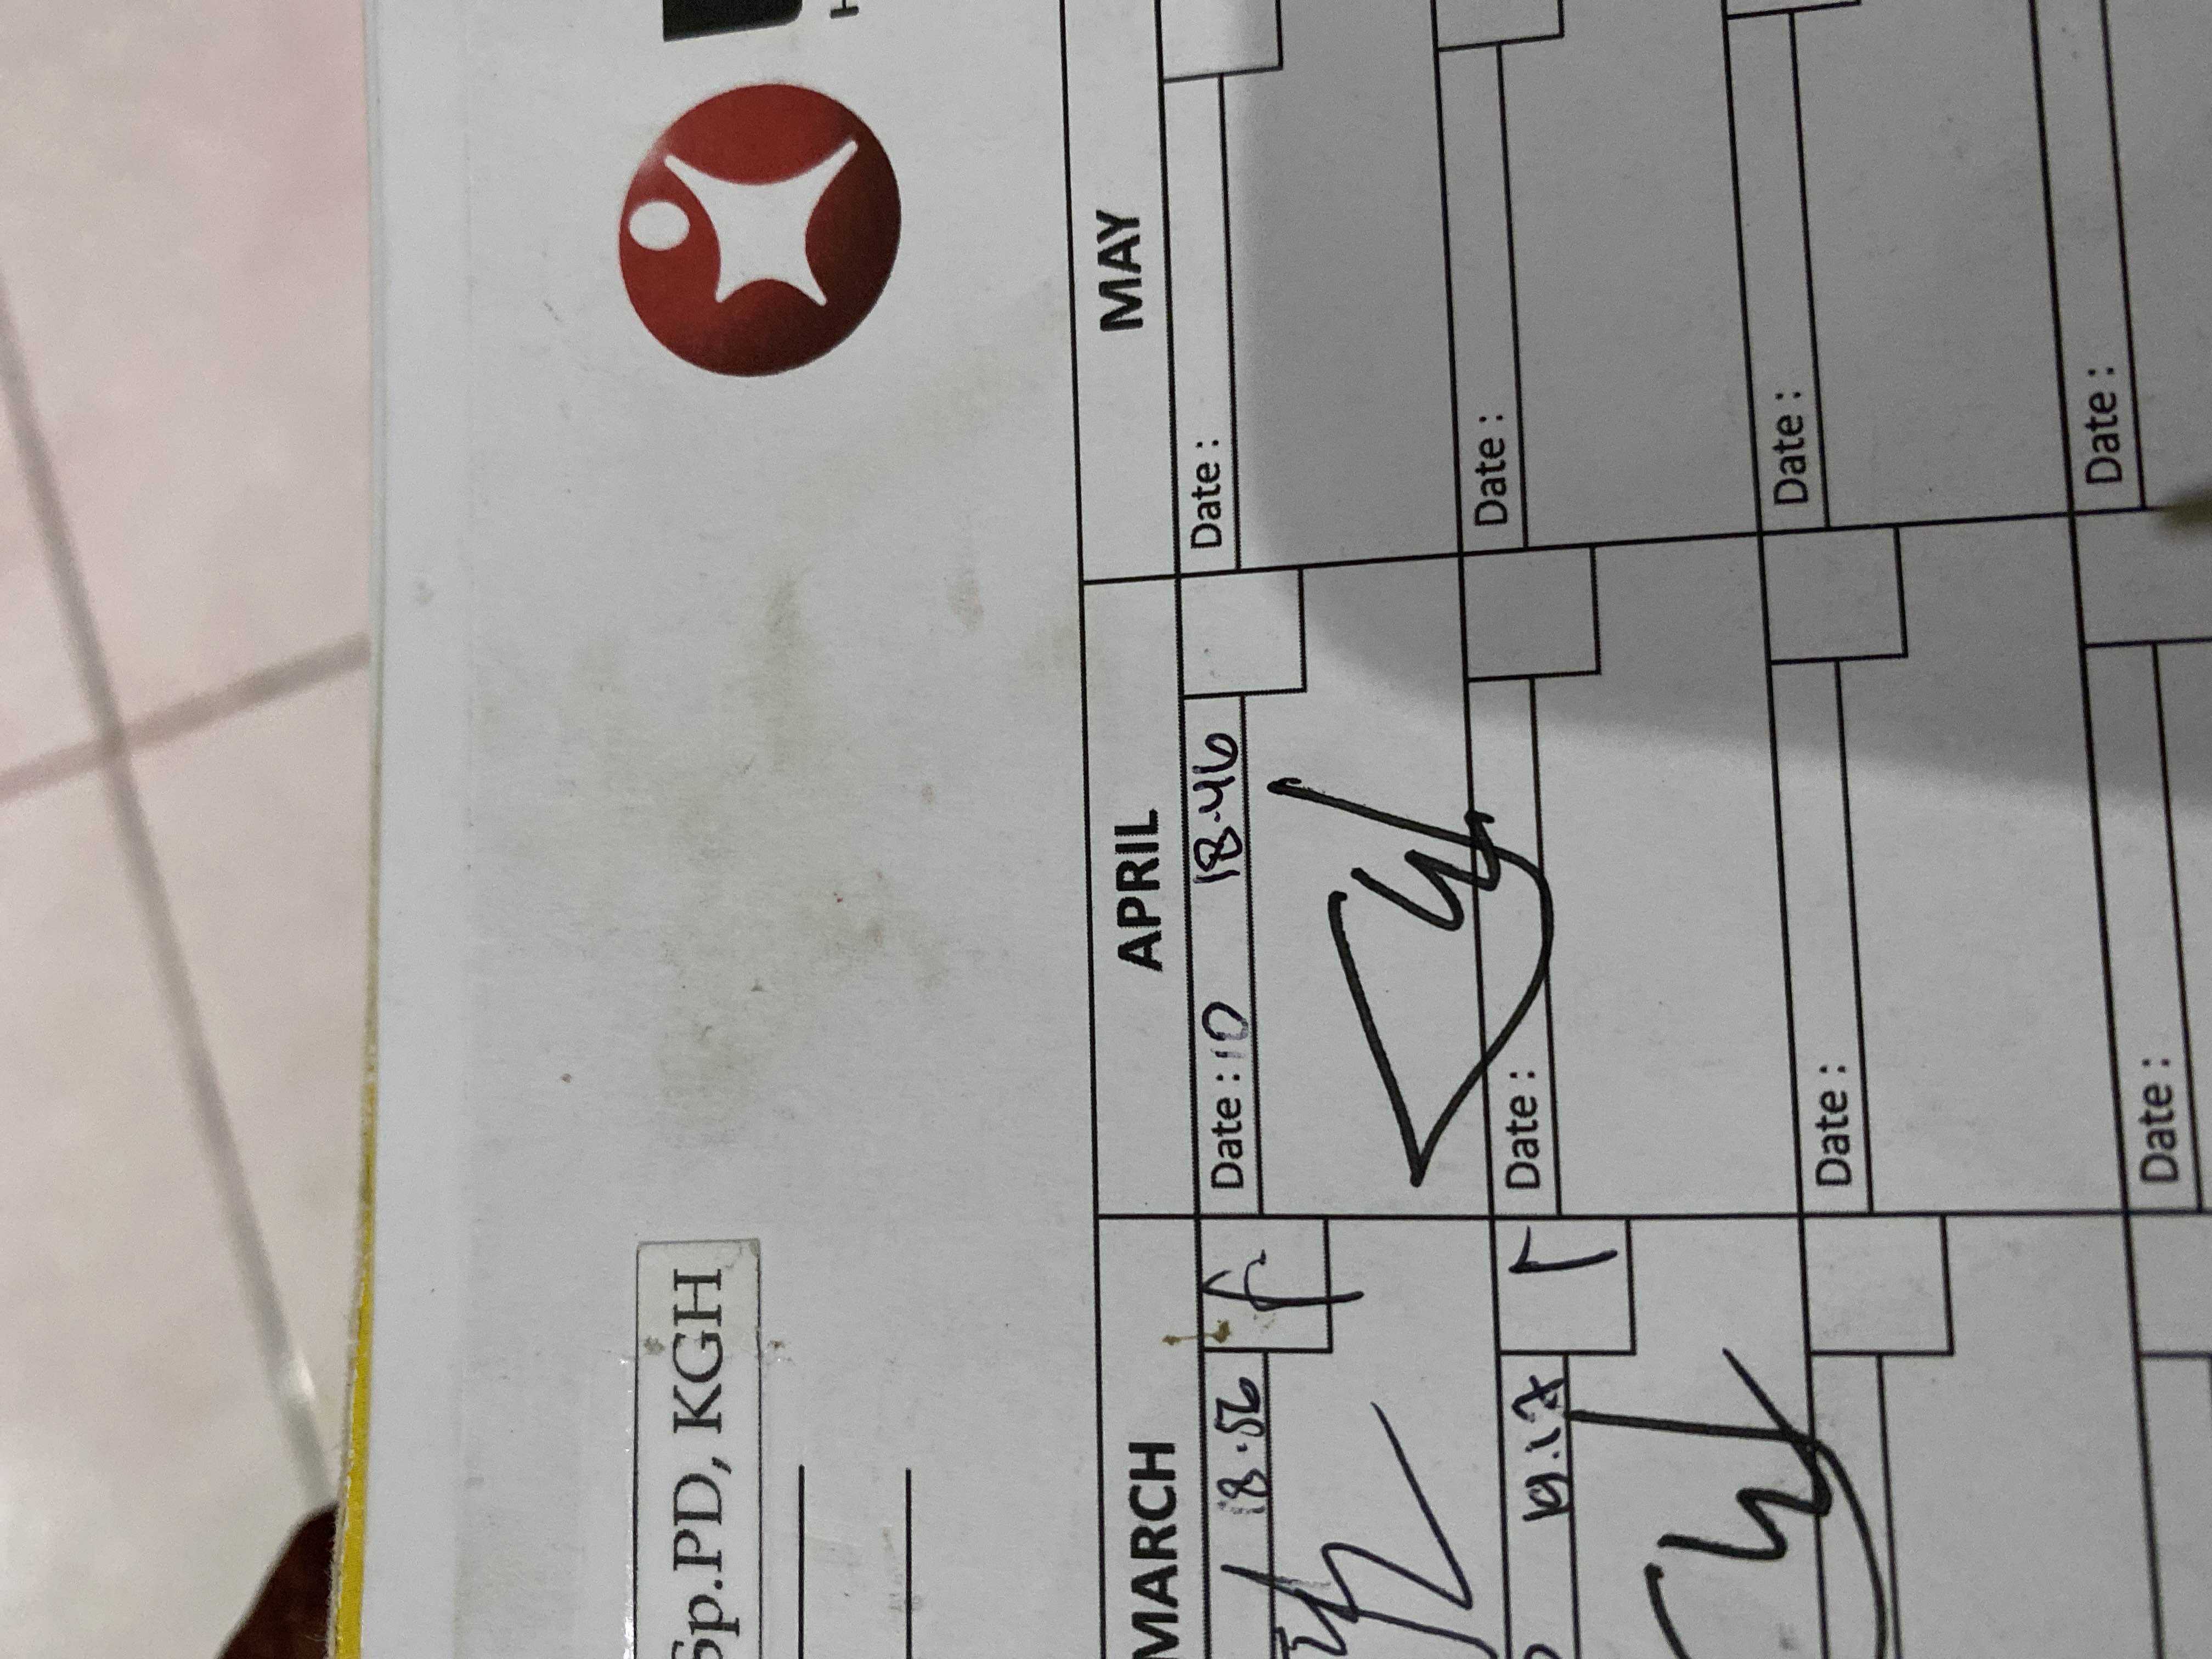 Sp.PD, KGH
MARCH APRIL MAY
18.56 Date : 10 18.46 Date :
19.17 Date : Date :
Date : Date :
Date : Date :